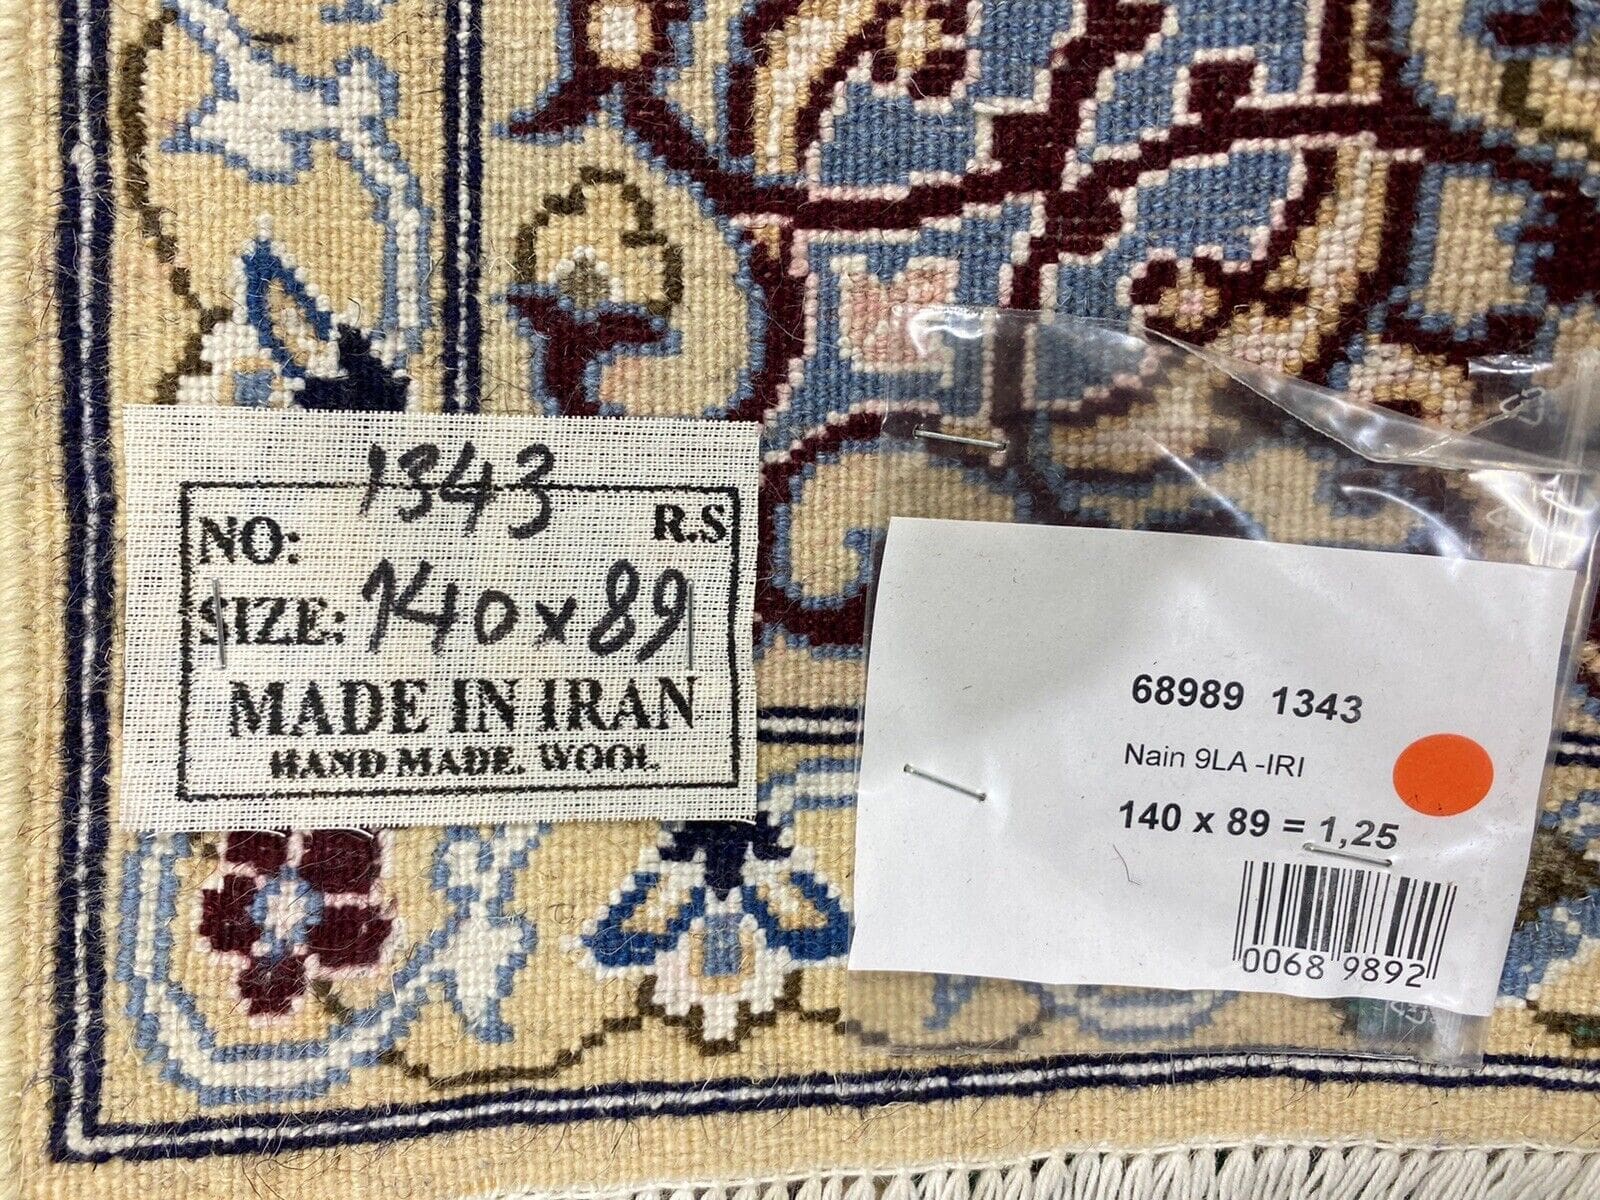 1343
NO: R.S
SIZE: 140 x 89
MADE IN IRAN
HAND MADE. WOOL
68989 1343
Nain 9LA -IRI
140 x 89 = 1,25
0068 9892